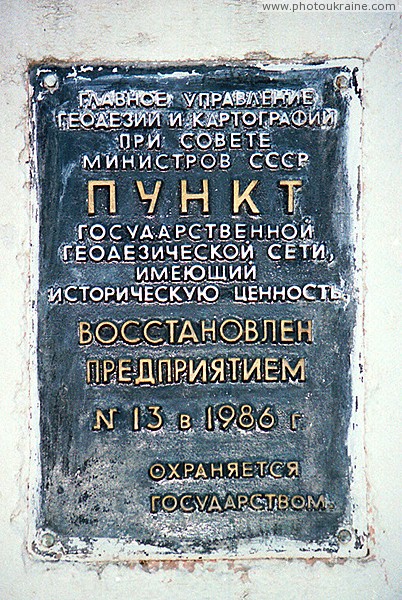 © www.photoukraine.com
ГЛАВНОЕ УПРАВЛЕНИЕ
ГЕОДЕЗИИ И КАРТОГРАФИИ
ПРИ СОВЕТЕ
МИНИСТРОВ СССР
ПУНКТ
ГОСУДАРСТВЕННОЙ
ГЕОДЕЗИЧЕСКОЙ СЕТИ,
ИМЕЮЩИЙ
ИСТОРИЧЕСКУЮ ЦЕННОСТЬ,
ВОССТАНОВЛЕН
ПРЕДПРИЯТИЕМ
N 13 в 1986 г
ОХРАНЯЕТСЯ
ГОСУДАРСТВОМ.